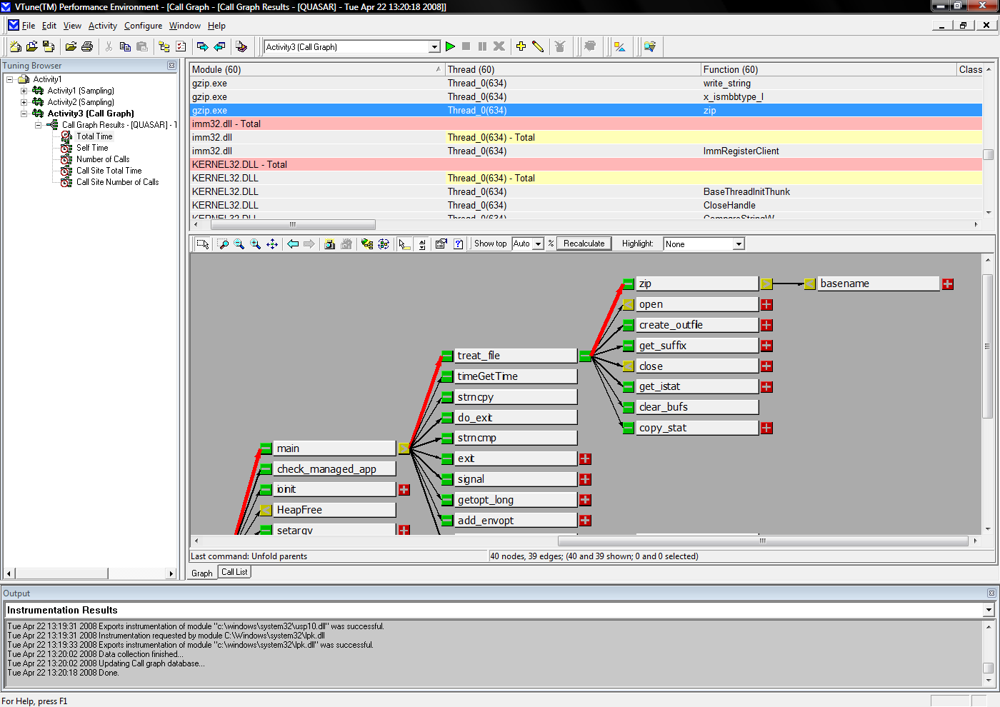 VTune(TM) Performance Environment - [Call Graph - [Call Graph Results - [QUASAR] - Tue Apr 22 13:20:18 2008]]
File Edit View Activity Configure Window Help
Activity3 (Call Graph)
Tuning Browser
Activity1
Activity1 (Sampling)
Activity2 (Sampling)
Activity3 (Call Graph)
Call Graph Results - [QUASAR] - T
Total Time
Self Time
Number of Calls
Call Site Total Time
Call Site Number of Calls
Module (60) Thread (60) Function (60) Class
gzip.exe Thread_0(634) write_string
gzip.exe Thread_0(634) x_ismbbtype_l
gzip.exe Thread_0(634) zip
imm32.dll - Total
imm32.dll Thread_0(634) - Total
imm32.dll Thread_0(634) ImmRegisterClient
KERNEL32.DLL - Total
KERNEL32.DLL Thread_0(634) - Total
KERNEL32.DLL Thread_0(634) BaseThreadInitThunk
KERNEL32.DLL Thread_0(634) CloseHandle
KERNEL32.DLL Thread_0(634) CompareStringW
Show top Auto % Recalculate Highlight: None
zip basename
open
create_outfile
get_suffix
close
get_istat
clear_bufs
copy_stat
treat_file
timeGetTime
strncpy
do_exit
strncmp
exit
signal
getopt_long
add_envopt
main
check_managed_app
ioinit
HeapFree
setargv
Last command: Unfold parents 40 nodes, 39 edges; (40 and 39 shown; 0 and 0 selected)
Graph Call List
Output
Instrumentation Results
Tue Apr 22 13:19:31 2008 Exports instrumentation of module "c:\windows\system32\usp10.dll" was successful.
Tue Apr 22 13:19:31 2008 Instrumentation requested by module C:\Windows\system32\lpk.dll
Tue Apr 22 13:19:33 2008 Exports instrumentation of module "c:\windows\system32\lpk.dll" was successful.
Tue Apr 22 13:20:02 2008 Data collection finished...
Tue Apr 22 13:20:02 2008 Updating Call graph database...
Tue Apr 22 13:20:18 2008 Done.
For Help, press F1